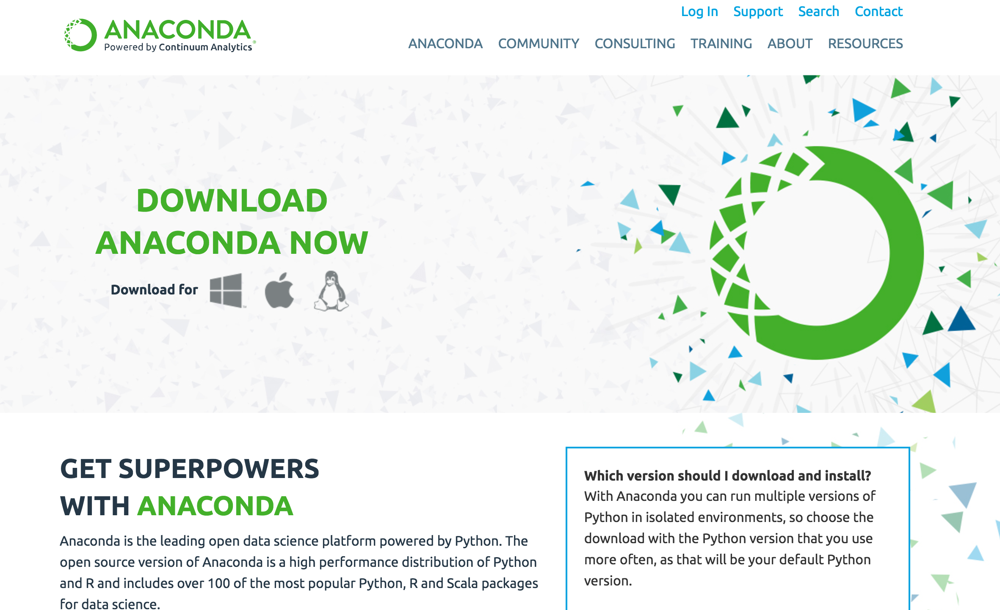 Log In Support Search Contact
ANACONDA
Powered by Continuum Analytics®
ANACONDA COMMUNITY CONSULTING TRAINING ABOUT RESOURCES
DOWNLOAD
ANACONDA NOW
Download for
GET SUPERPOWERS
WITH ANACONDA
Anaconda is the leading open data science platform powered by Python. The
open source version of Anaconda is a high performance distribution of Python
and R and includes over 100 of the most popular Python, R and Scala packages
for data science.
Which version should I download and install?
With Anaconda you can run multiple versions of
Python in isolated environments, so choose the
download with the Python version that you use
more often, as that will be your default Python
version.